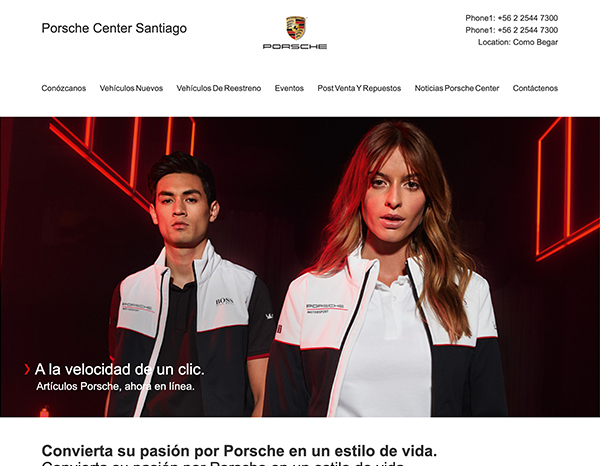 Porsche Center Santiago
PORSCHE
Phone1: +56 2 2544 7300
Phone1: +56 2 2544 7300
Location: Como Begar
Conózcanos Vehículos Nuevos Vehículos De Reestreno Eventos Post Venta Y Repuestos Noticias Porsche Center Contáctenos
PORSCHE
MOTORSPORT
BOSS
PORSCHE
MOTORSPORT
A la velocidad de un clic.
Artículos Porsche, ahora en línea.
Convierta su pasión por Porsche en un estilo de vida.
Convierta su pasión por Porsche en un estilo de vida